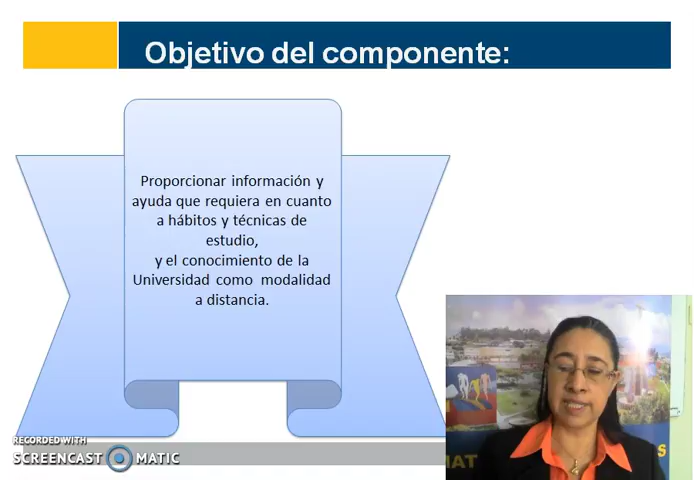 Objetivo del componente:
Proporcionar información y
ayuda que requiera en cuanto
a hábitos y técnicas de
estudio,
y el conocimiento de la
Universidad como modalidad
a distancia.
RECORDED WITH
SCREENCAST MATIC